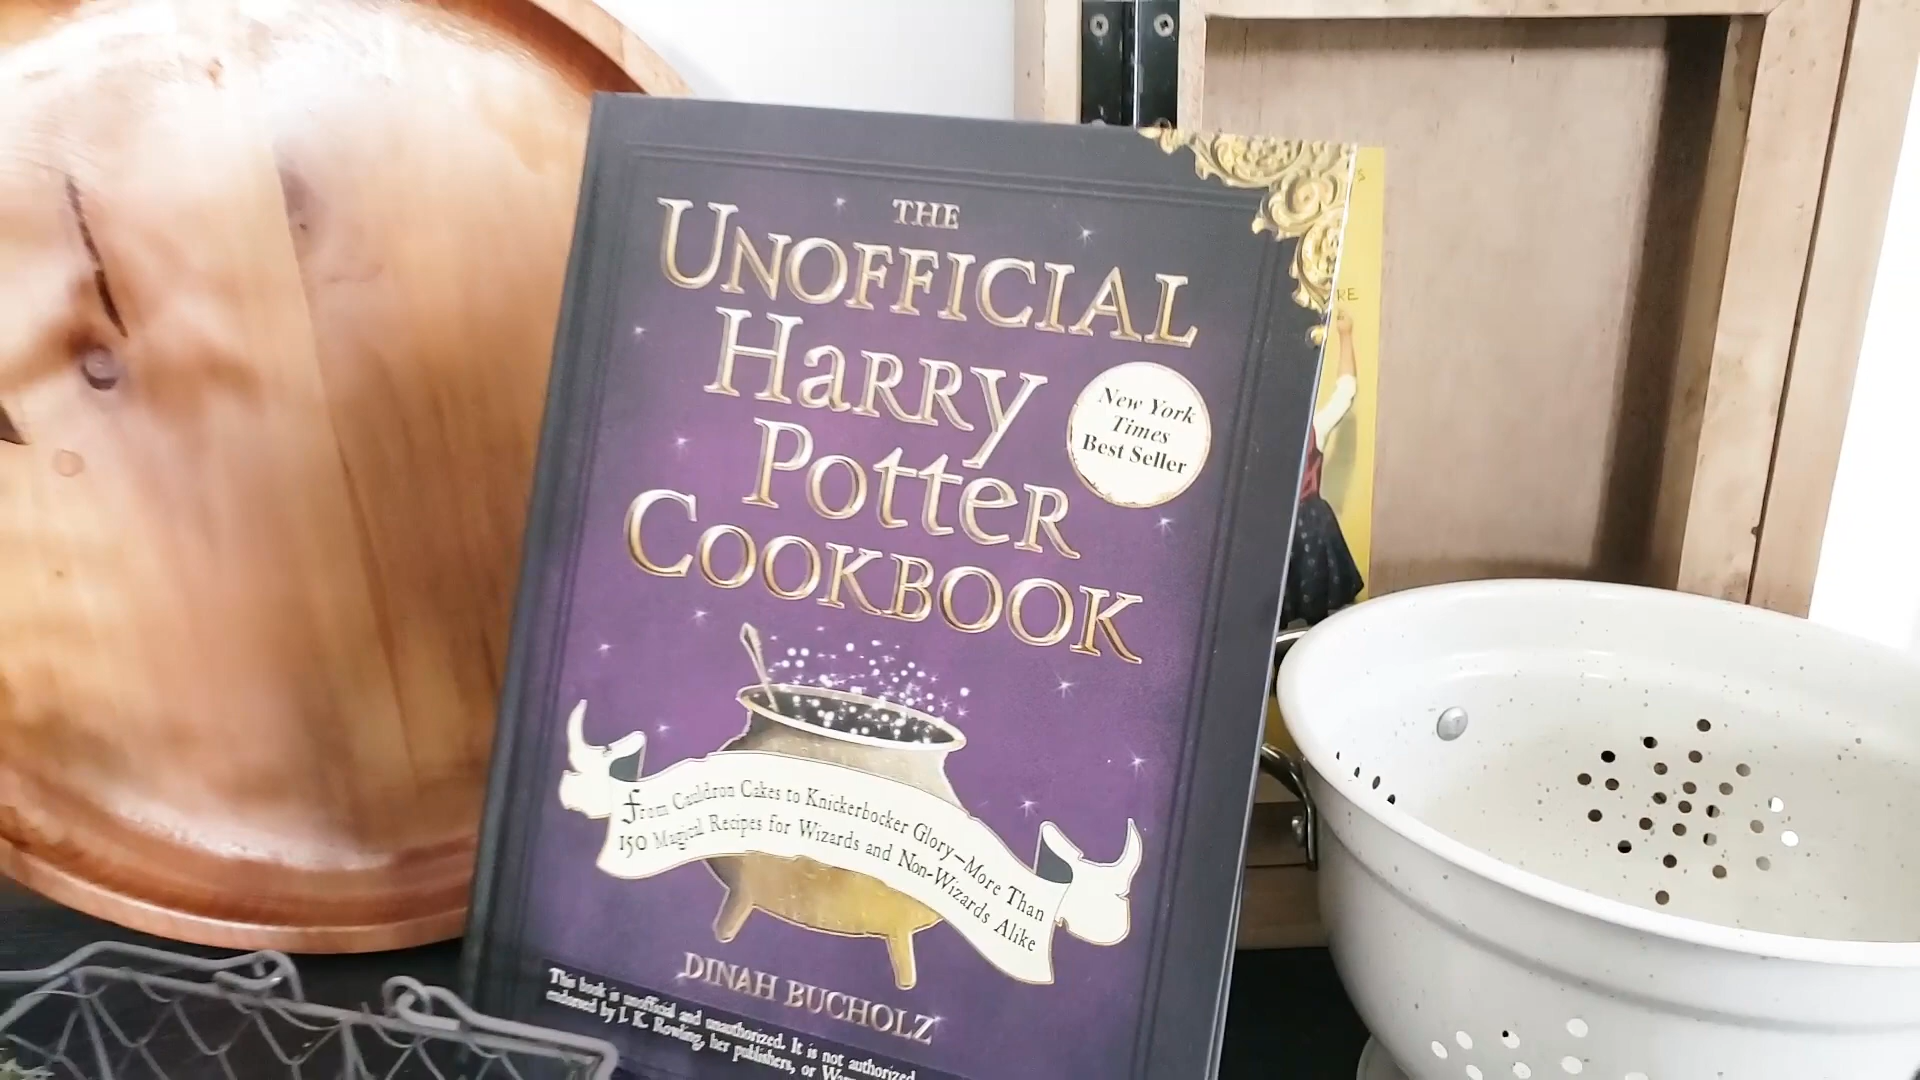 THE
UNOFFICIAL
HARRY
POTTER
COOKBOOK
New York
Times
Best Seller
From Cauldron Cakes to Knickerbocker Glory—More Than
150 Magical Recipes for Wizards and Non-Wizards Alike
DINAH BUCHOLZ
This book is unofficial and unauthorized. It is not authorized
endorsed by J. K. Rowling, her publishers, or
RE